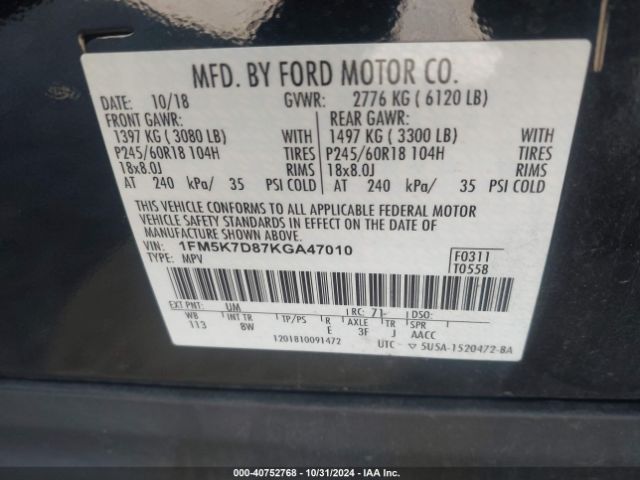 MFD. BY FORD MOTOR CO.
DATE: 10/18 GVWR: 2776 KG ( 6120 LB)
FRONT GAWR: REAR GAWR:
1397 KG ( 3080 LB) WITH 1497 KG ( 3300 LB) WITH
P245/60R18 104H TIRES P245/60R18 104H TIRES
18x8.0J RIMS 18x8.0J RIMS
AT 240 kPa/ 35 PSI COLD AT 240 kPa/ 35 PSI COLD
THIS VEHICLE CONFORMS TO ALL APPLICABLE FEDERAL MOTOR
VEHICLE SAFETY STANDARDS IN EFFECT ON THE DATE OF
MANUFACTURE SHOWN ABOVE.
VIN: 1FM5K7D87KGA47010 F0311
TYPE: MPV T0558
EXT PNT: UM RC: 71 DSO:
WB INT TR TP/PS R AXLE TR SPR
113 8W E 3F J AACC
1201810091472 UTC ▽ 5U5A-1520472-BA
000-40752768 - 10/31/2024 - IAAI.com